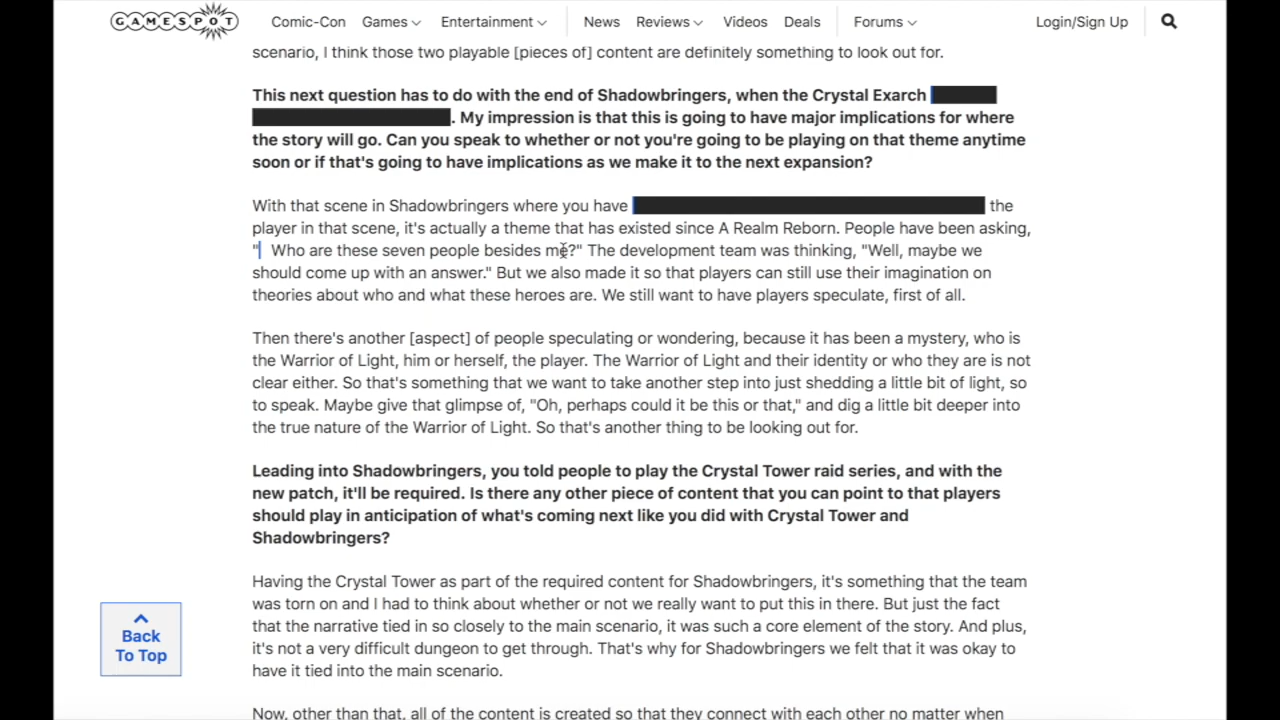 GAMESPOT Comic-Con Games Entertainment News Reviews Videos Deals Forums Login/Sign Up
scenario, I think those two playable [pieces of] content are definitely something to look out for.
This next question has to do with the end of Shadowbringers, when the Crystal Exarch
. My impression is that this is going to have major implications for where
the story will go. Can you speak to whether or not you're going to be playing on that theme anytime
soon or if that's going to have implications as we make it to the next expansion?
With that scene in Shadowbringers where you have the
player in that scene, it's actually a theme that has existed since A Realm Reborn. People have been asking,
" Who are these seven people besides me?" The development team was thinking, "Well, maybe we
should come up with an answer." But we also made it so that players can still use their imagination on
theories about who and what these heroes are. We still want to have players speculate, first of all.
Then there's another [aspect] of people speculating or wondering, because it has been a mystery, who is
the Warrior of Light, him or herself, the player. The Warrior of Light and their identity or who they are is not
clear either. So that's something that we want to take another step into just shedding a little bit of light, so
to speak. Maybe give that glimpse of, "Oh, perhaps could it be this or that," and dig a little bit deeper into
the true nature of the Warrior of Light. So that's another thing to be looking out for.
Leading into Shadowbringers, you told people to play the Crystal Tower raid series, and with the
new patch, it'll be required. Is there any other piece of content that you can point to that players
should play in anticipation of what's coming next like you did with Crystal Tower and
Shadowbringers?
Having the Crystal Tower as part of the required content for Shadowbringers, it's something that the team
was torn on and I had to think about whether or not we really want to put this in there. But just the fact
that the narrative tied in so closely to the main scenario, it was such a core element of the story. And plus,
it's not a very difficult dungeon to get through. That's why for Shadowbringers we felt that it was okay to
have it tied into the main scenario.
Back
To Top
Now, other than that, all of the content is created so that they connect with each other no matter when